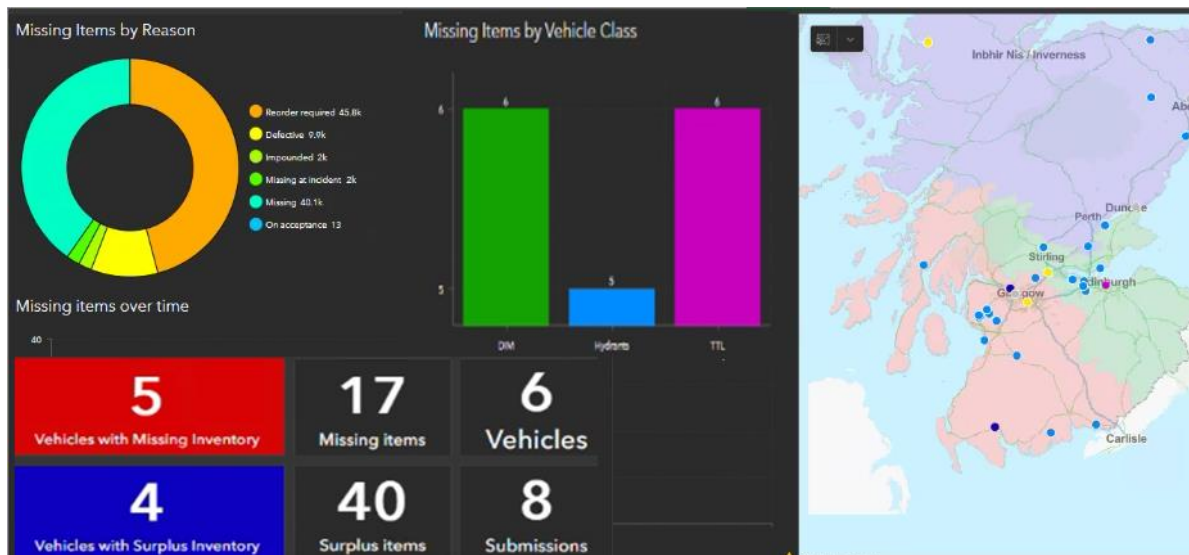 Missing Items by Reason
Reorder required 45.8k
Defective 9.9k
Impounded 2k
Missing at incident 2k
Missing 40.1k
On acceptance 13
Missing Items by Vehicle Class
6
5
6
5
6
DIM
Hydrants
TTL
Missing items over time
40
5
Vehicles with Missing Inventory
17
Missing items
6
Vehicles
4
Vehicles with Surplus Inventory
40
Surplus items
8
Submissions
Inbhir Nis / Inverness
Perth
Stirling
Carlisle